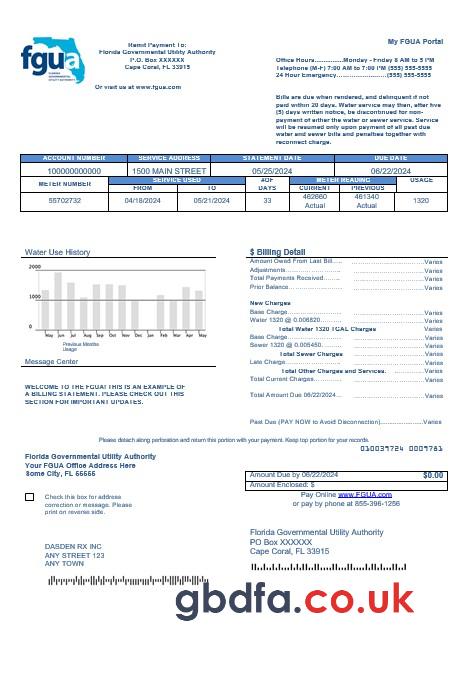 My FGUA Portal
fgua
FLORIDA
GOVERNMENTAL
UTILITY AUTHORITY
Remit Payment To:
Florida Governmental Utility Authority
P.O. Box XXXXXX
Cape Coral, FL 33915
Or visit us at www.fgua.com
Office Hours..............Monday - Friday 8 AM to 5 PM
Telephone (M-F) 7:00 AM to 7:00 PM (555) 555-5555
24 Hour Emergency........................(555) 555-5555
Bills are due when rendered, and delinquent if not
paid within 20 days. Water service may then, after five
(5) days written notice, be discontinued for non-
payment of either the water or sewer service. Service
will be resumed only upon payment of all past due
water and sewer bills and penalties together with
reconnect charge.
ACCOUNT NUMBER SERVICE ADDRESS STATEMENT DATE DUE DATE
100000000000 1500 MAIN STREET 05/25/2024 06/22/2024
METER NUMBER SERVICE USED #OF METER READING USAGE
FROM TO DAYS CURRENT PREVIOUS
55702732 04/18/2024 05/21/2024 33 462660 461340 1320
Actual Actual
Water Use History
2000
1000
0
May Jun Jul Aug Sep Oct Nov Dec Jan Feb Mar Apr May
Previous Months
Usage
Message Center
WELCOME TO THE FGUA! THIS IS AN EXAMPLE OF
A BILLING STATEMENT. PLEASE CHECK OUT THIS
SECTION FOR IMPORTANT UPDATES.
$ Billing Detail
Amount Owed From Last Bill..... Varies
Adjustments Varies
Total Payments Received Varies
Prior Balance Varies
New Charges
Base Charge Varies
Water 1320 @ 0.006820 Varies
Total Water 1320 TGAL Charges Varies
Base Charge Varies
Sewer 1320 @ 0.005450 Varies
Total Sewer Charges Varies
Late Charge Varies
Total Other Charges and Services. Varies
Total Current Charges Varies
Total Amount Due 06/22/2024 Varies
Past Due (PAY NOW to Avoid Disconnection) Varies
Please detach along perforation and return this portion with your payment. Keep top portion for your records.
010039724 0009781
Florida Governmental Utility Authority
Your FGUA Office Address Here
Some City, FL 55555
Amount Due by 06/22/2024 $0.00
Amount Enclosed: $
Pay Online www.FGUA.com
or pay by phone at 855-396-1256
Check this box for address
correction or message. Please
print on reverse side.
Florida Governmental Utility Authority
PO Box XXXXXX
Cape Coral, FL 33915
DASDEN RX INC
ANY STREET 123
ANY TOWN
gbdfa.co.uk